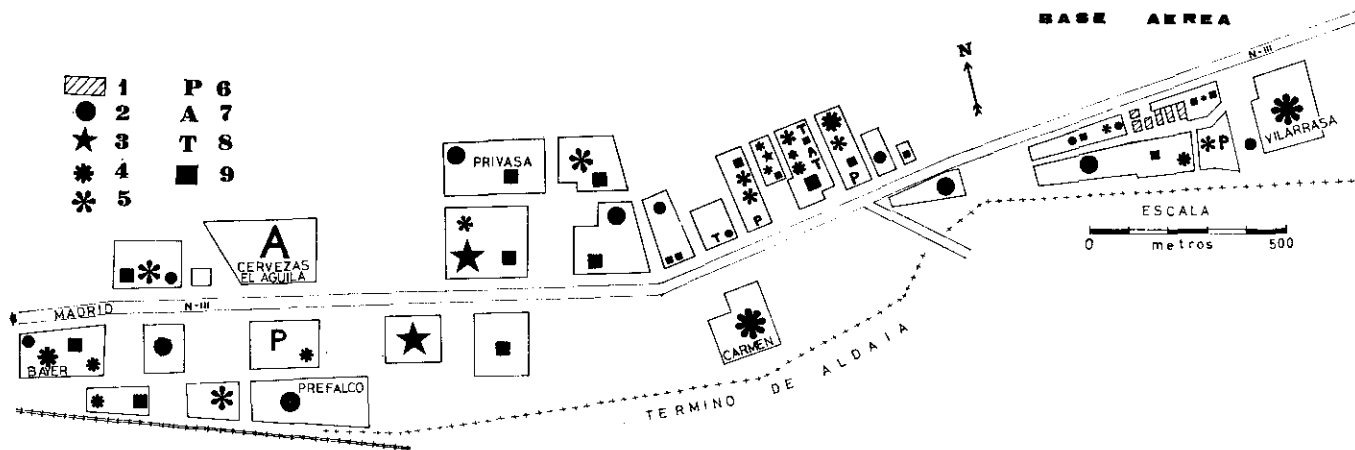 BASE AEREA
N-III
N
1 P 6
2 A 7
3 T 8
4 9
5
PRIVASA
VILARRASA
P
T
A
T
P
P
T
A
CERVEZAS
EL AGUILA
ESCALA
0 metros 500
MADRID N-III
BAYER
P
PREFALCO
CARMEN
TERMINO DE ALDAIA